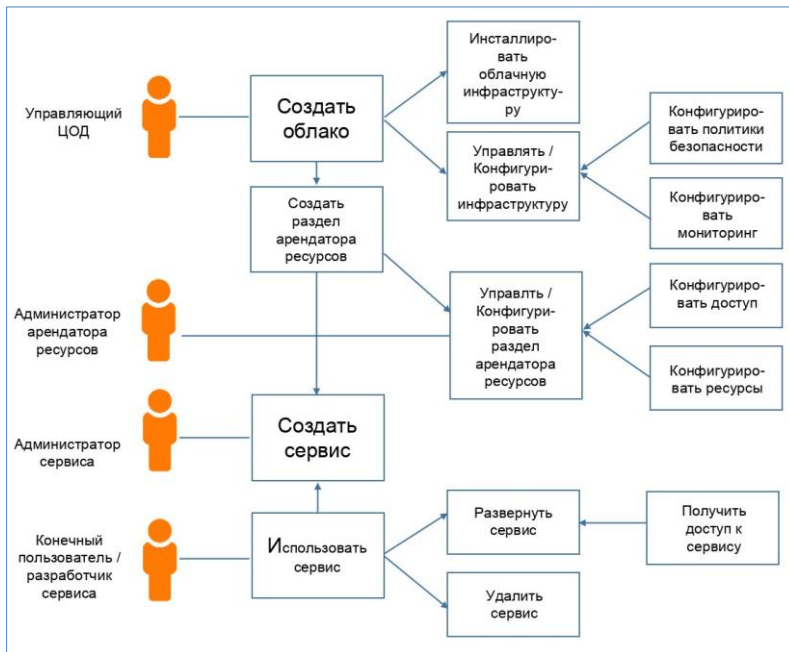 Управляющий
ЦОД
Создать
облако
Инсталлиро-
вать
облачную
инфраструкту-
ру
Управлять /
Конфигури-
ровать
инфраструктуру
Конфигуриро-
вать политики
безопасности
Конфигуриро-
вать
мониторинг
Создать
раздел
арендатора
ресурсов
Администратор
арендатора
ресурсов
Управлть /
Конфигури-
ровать
раздел
арендатора
ресурсов
Конфигуриро-
вать доступ
Конфигуриро-
вать ресурсы
Администратор
сервиса
Создать
сервис
Конечный
пользователь /
разработчик
сервиса
Использовать
сервис
Развернуть
сервис
Получить
доступ к
сервису
Удалить
сервис